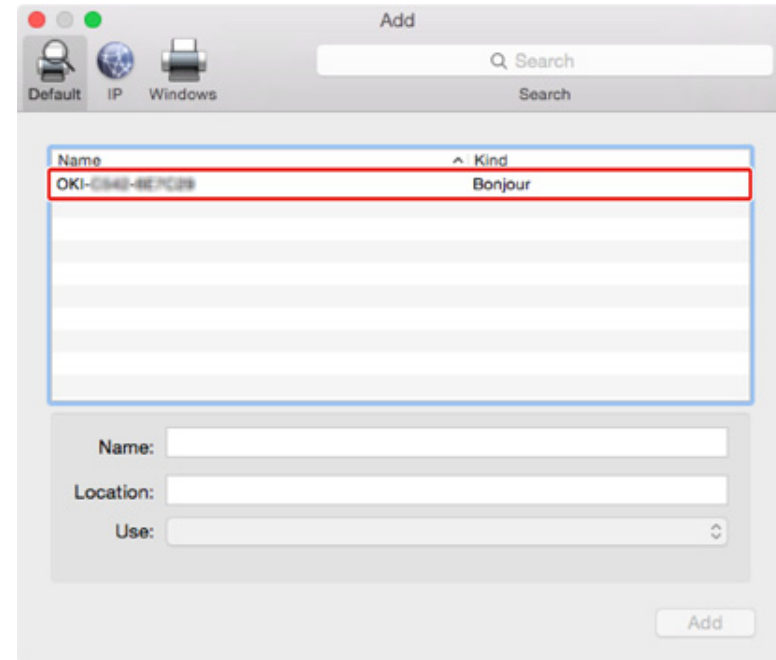 Add
Search
Default IP Windows Search
Name Kind
OKI- Bonjour
Name:
Location:
Use:
Add